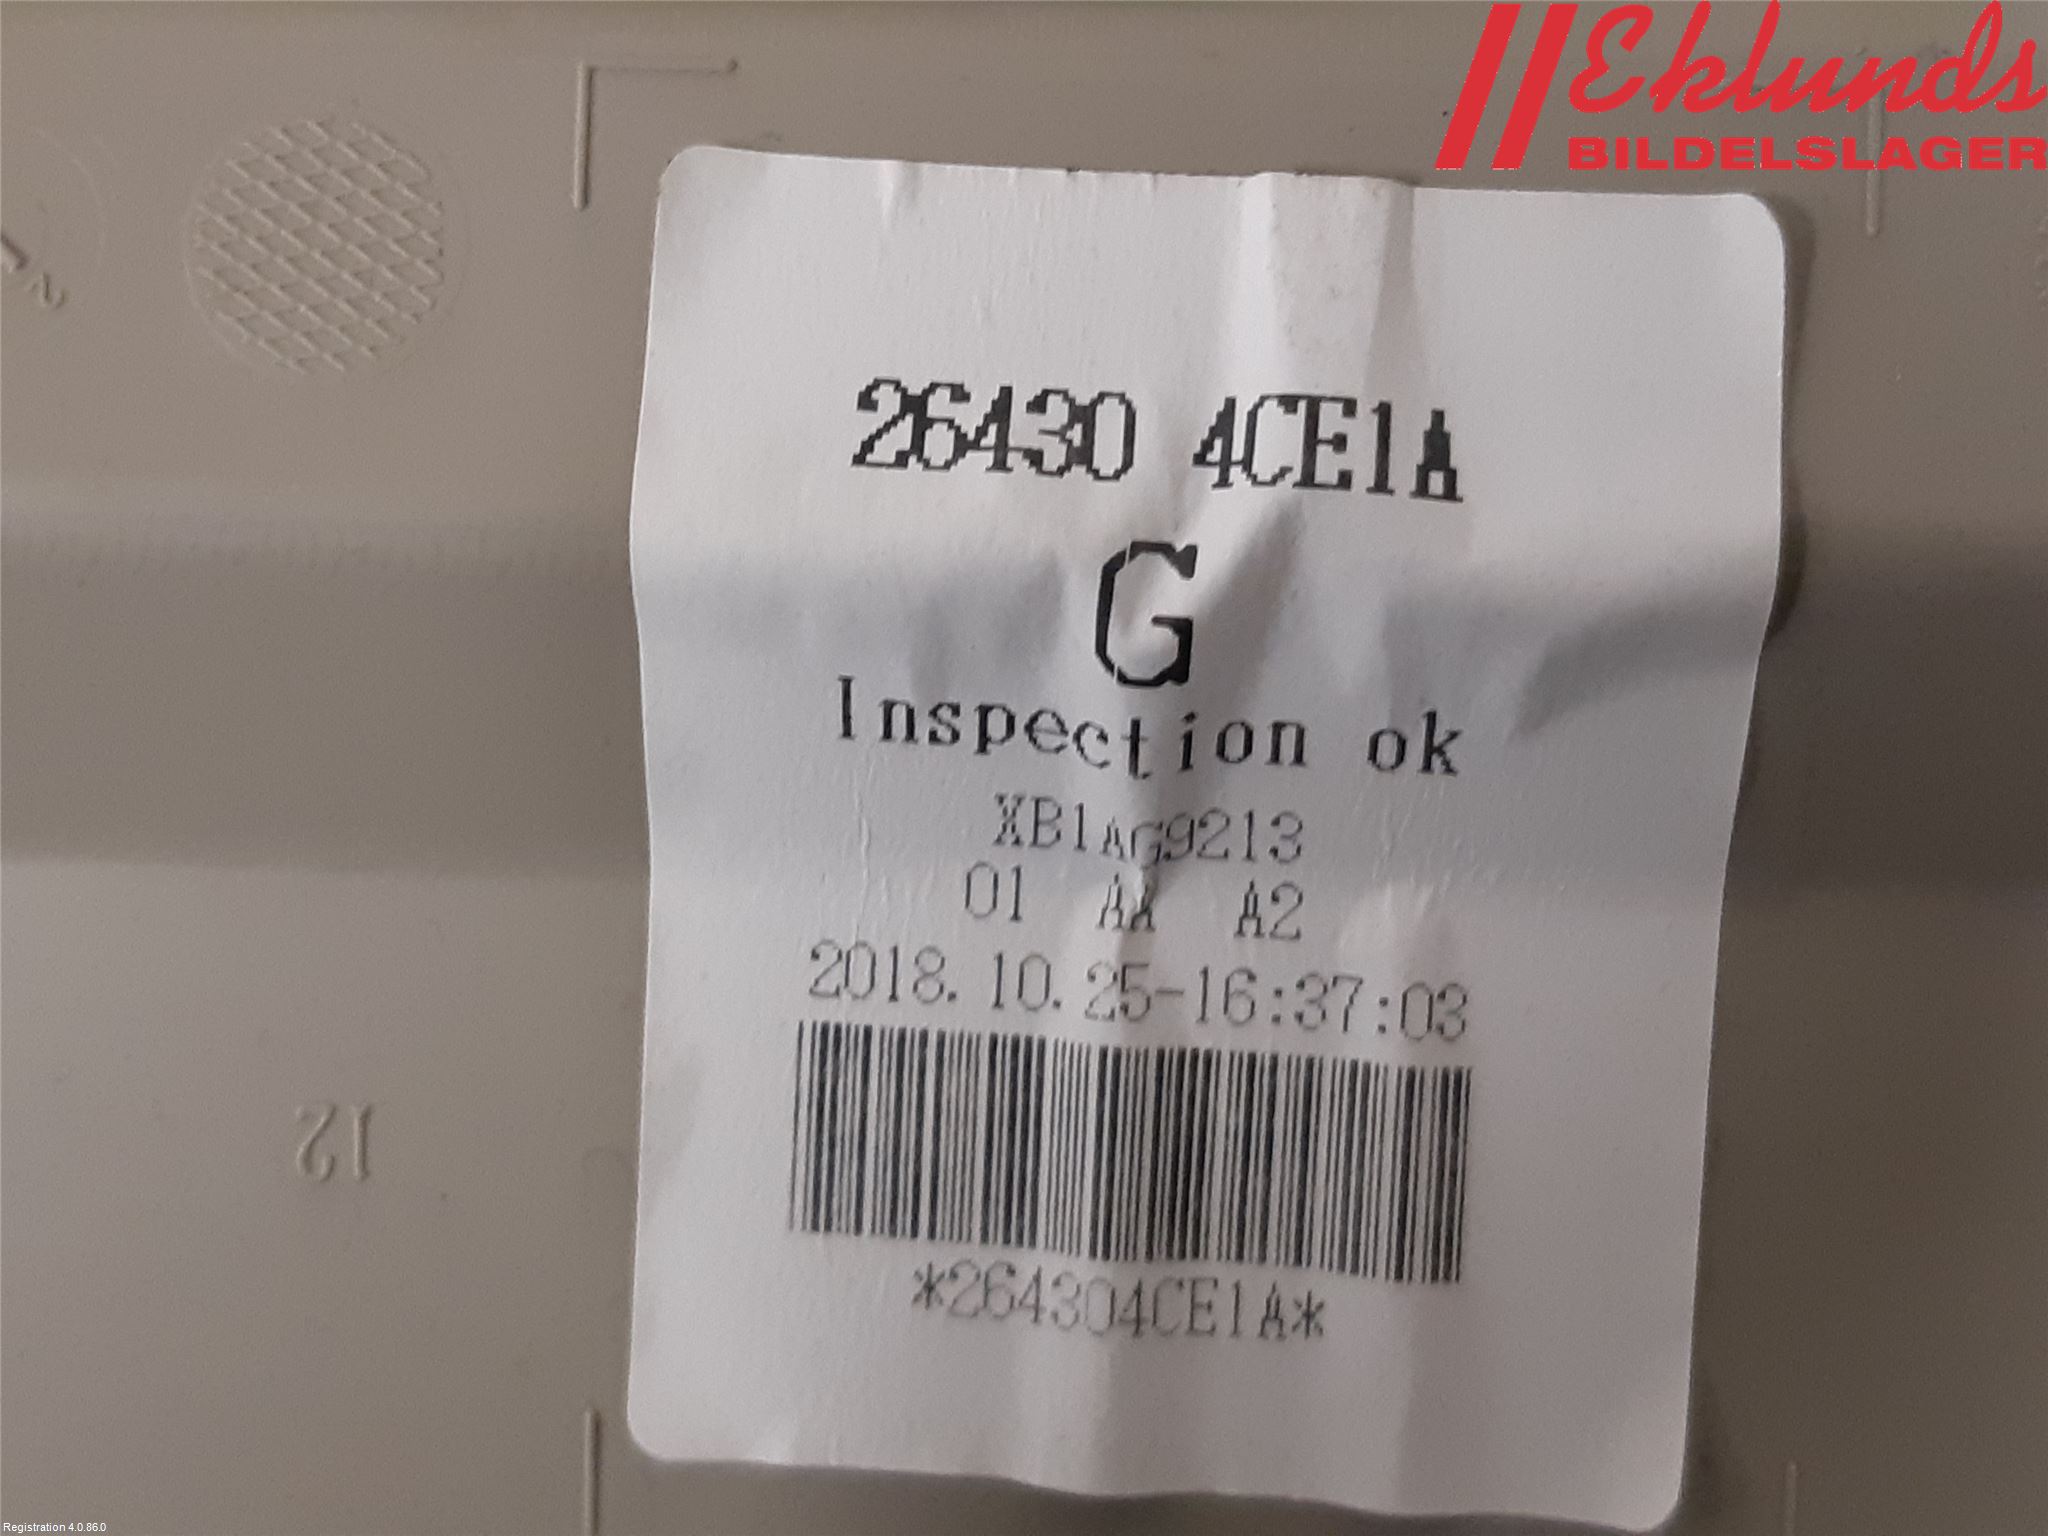 Eklunds
BILDELSLAGER
26430 4CE1A
G
Inspection ok
XB1AG9213
01 AA A2
2018.10.25-16:37:03
*264304CE1A*
12
Registration 4.0.86.0